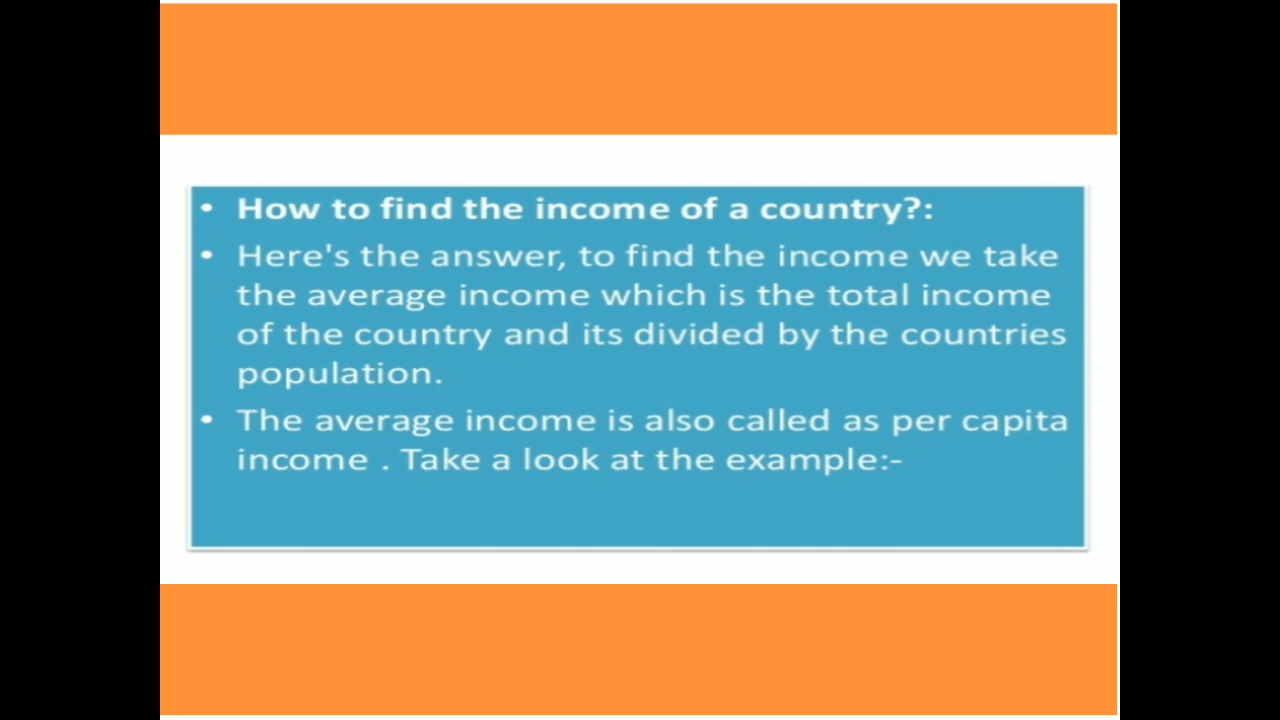 • How to find the income of a country?:
• Here's the answer, to find the income we take
the average income which is the total income
of the country and its divided by the countries
population.
• The average income is also called as per capita
income . Take a look at the example:-